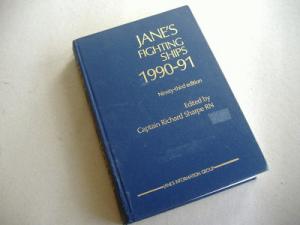 JANE'S
FIGHTING
SHIPS
1990-91
Ninety-third edition
Edited by
Captain Richard Sharpe RN
JANE'S INFORMATION GROUP